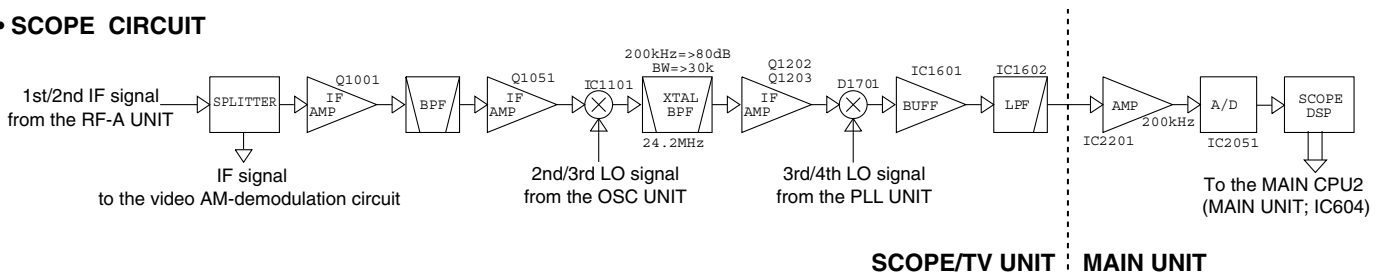 • SCOPE CIRCUIT
1st/2nd IF signal
from the RF-A UNIT
SPLITTER
IF signal
to the video AM-demodulation circuit
Q1001
IF
AMP
BPF
Q1051
IF
AMP
IC1101
2nd/3rd LO signal
from the OSC UNIT
200kHz=>80dB
BW=>30k
XTAL
BPF
24.2MHz
Q1202
Q1203
IF
AMP
D1701
3rd/4th LO signal
from the PLL UNIT
IC1601
BUFF
IC1602
LPF
AMP
IC2201
200kHz
A/D
IC2051
SCOPE
DSP
To the MAIN CPU2
(MAIN UNIT; IC604)
SCOPE/TV UNIT
MAIN UNIT